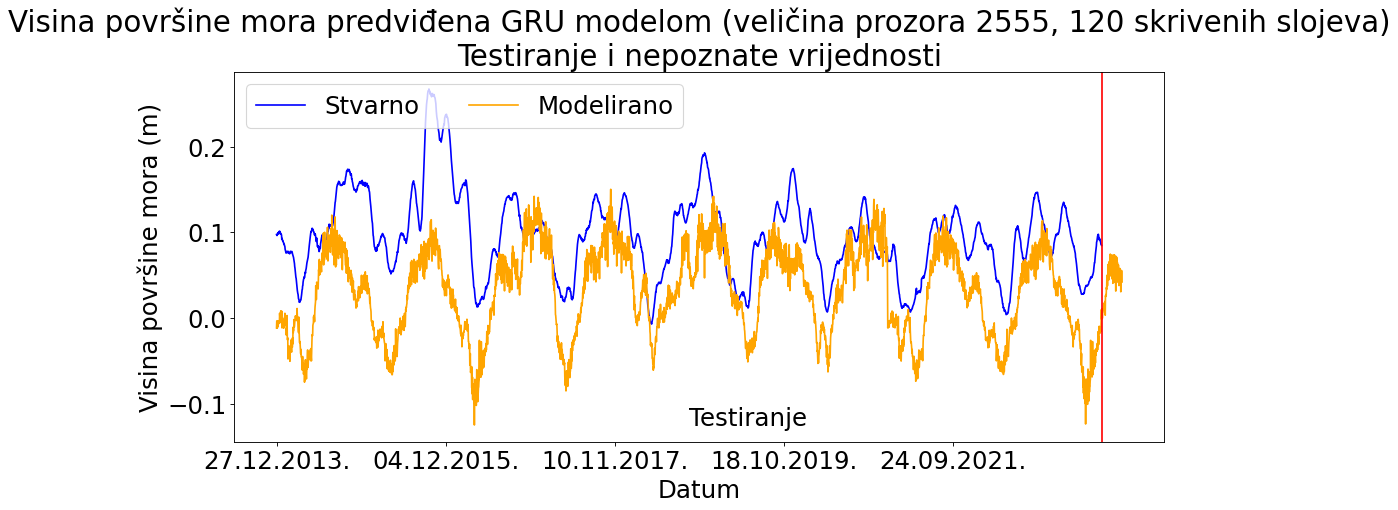 Visina površine mora predviđena GRU modelom (veličina prozora 2555, 120 skrivenih slojeva)
Testiranje i nepoznate vrijednosti
Stvarno
Modelirano
Visina površine mora (m)
0.2
0.1
0.0
−0.1
Testiranje
27.12.2013.
04.12.2015.
10.11.2017.
18.10.2019.
24.09.2021.
Datum